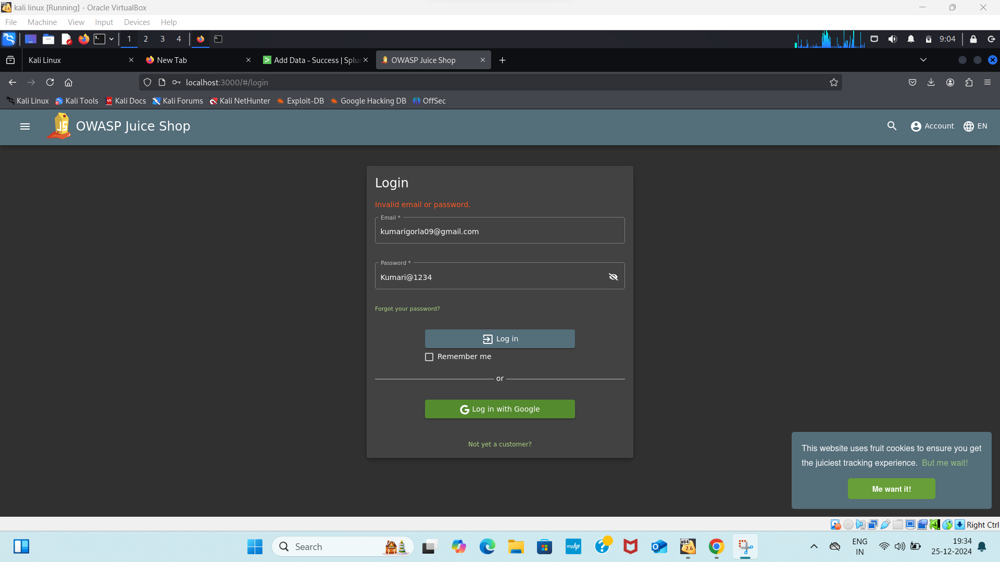 kali linux [Running] - Oracle VirtualBox
File Machine View Input Devices Help
1 2 3 4 9:04
Kali Linux New Tab Add Data - Success | Splu OWASP Juice Shop
localhost:3000/#/login
Kali Linux Kali Tools Kali Docs Kali Forums Kali NetHunter Exploit-DB Google Hacking DB OffSec
OWASP Juice Shop Account EN
Login
Invalid email or password.
Email *
kumarigorla09@gmail.com
Password *
Kumari@1234
Forgot your password?
Log in
Remember me
or
Log in with Google
Not yet a customer?
This website uses fruit cookies to ensure you get
the juiciest tracking experience. But me wait!
Me want it!
Right Ctrl
Search
ENG
IN
19:34
25-12-2024